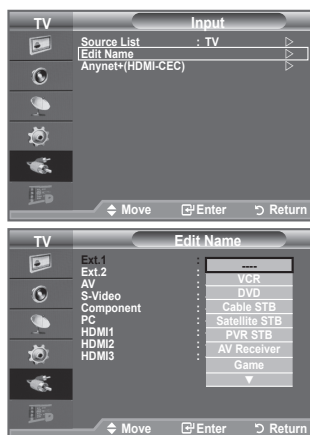 TV Input
Source List : TV ▷
Edit Name ▷
Anynet+(HDMI-CEC) ▷
Move Enter Return
TV Edit Name
Ext.1 : ----
Ext.2 : VCR
AV : DVD
S-Video : Cable STB
Component : Satellite STB
PC : PVR STB
HDMI1 : AV Receiver
HDMI2 : Game
HDMI3 : ▼
Move Enter Return